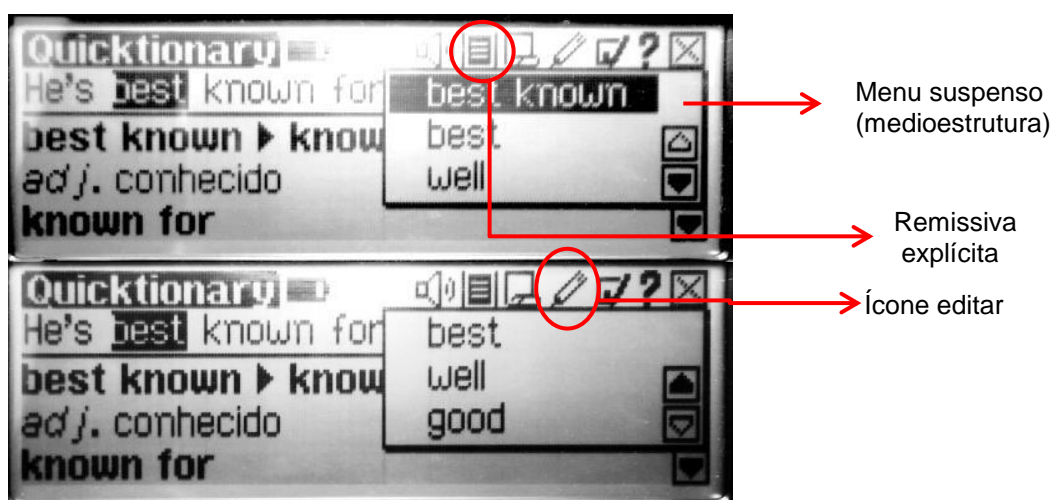 Quicktionary ?
He's best known for best known
best known ▶ know best
adj. conhecido well
known for
Menu suspenso
(medioestrutura)
Remissiva
explícita
Quicktionary ?
He's best known for best
best known ▶ know well
adj. conhecido good
known for
Ícone editar